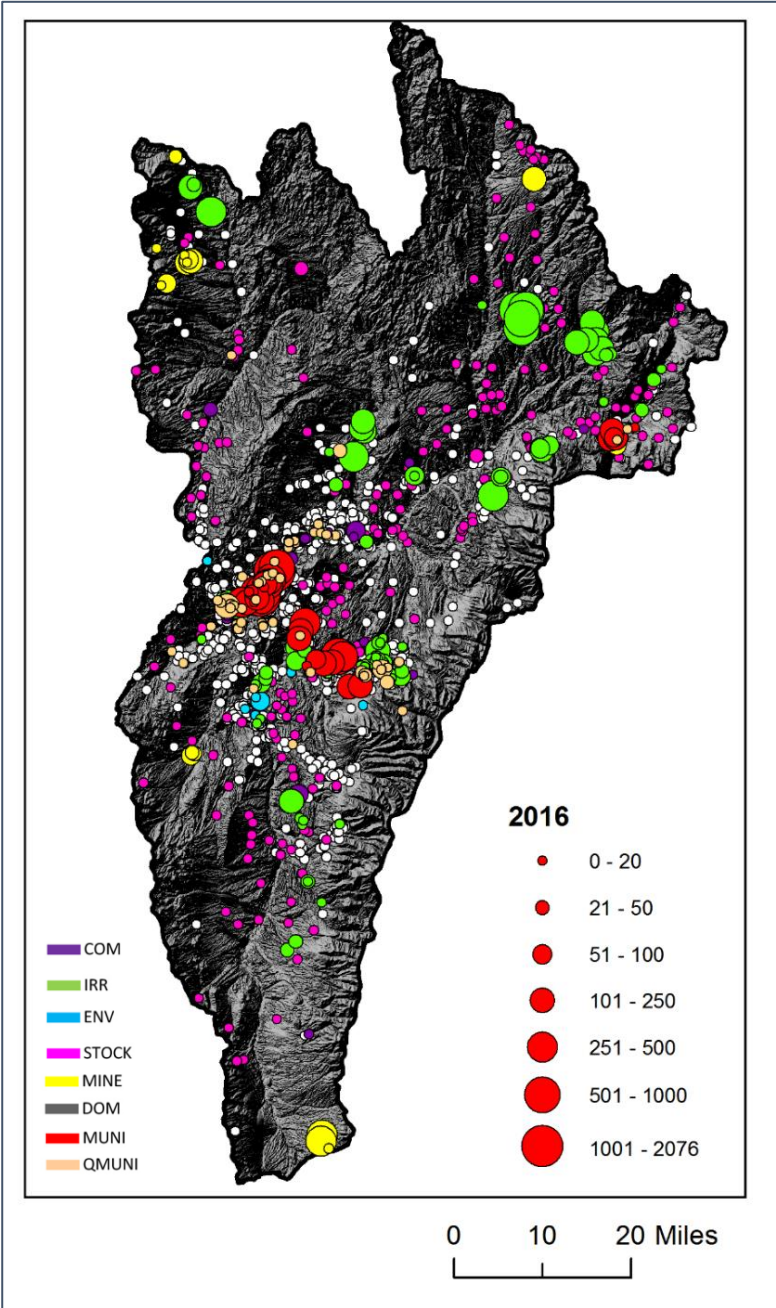 2016
0 - 20
21 - 50
51 - 100
101 - 250
251 - 500
501 - 1000
1001 - 2076
COM
IRR
ENV
STOCK
MINE
DOM
MUNI
QMUNI
0 10 20 Miles